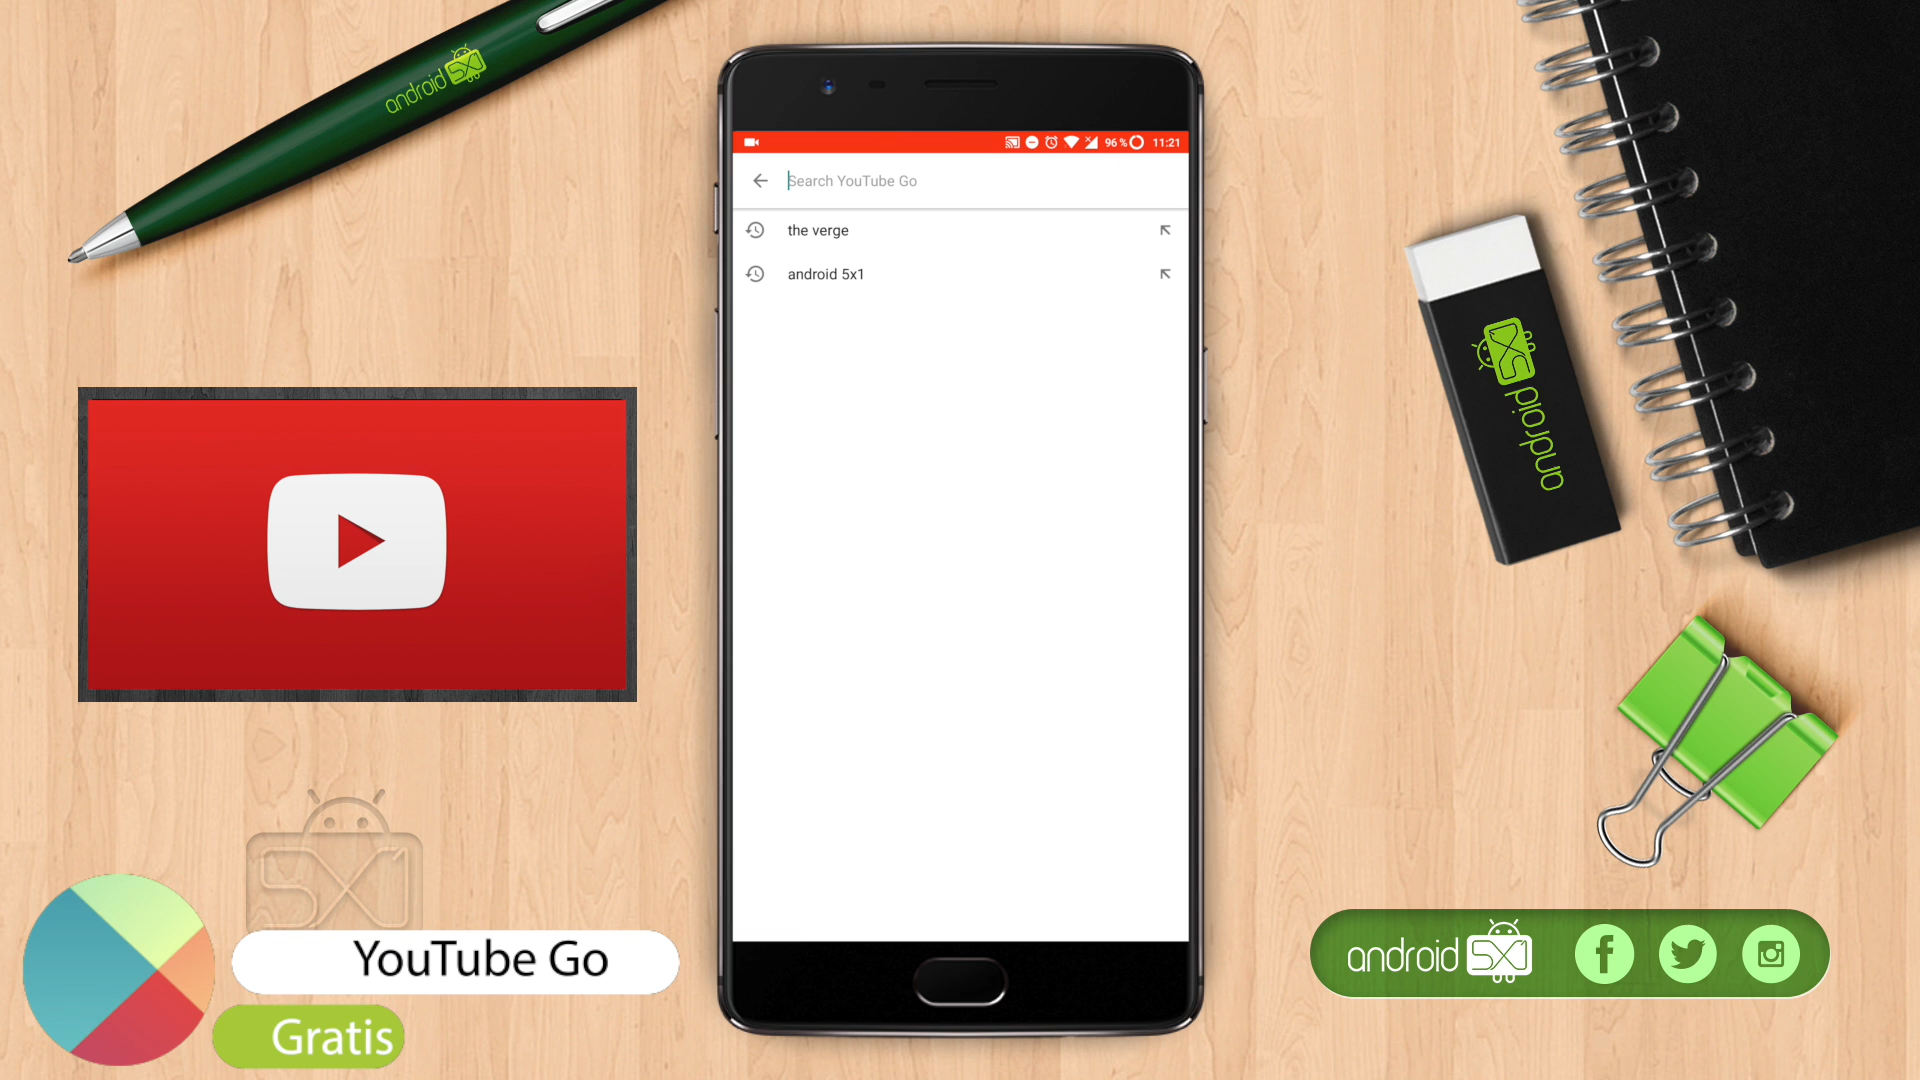 android 5X1
96 % 11:21
Search YouTube Go
the verge
android 5x1
android 5X1
5X1
YouTube Go
Gratis
android 5X1